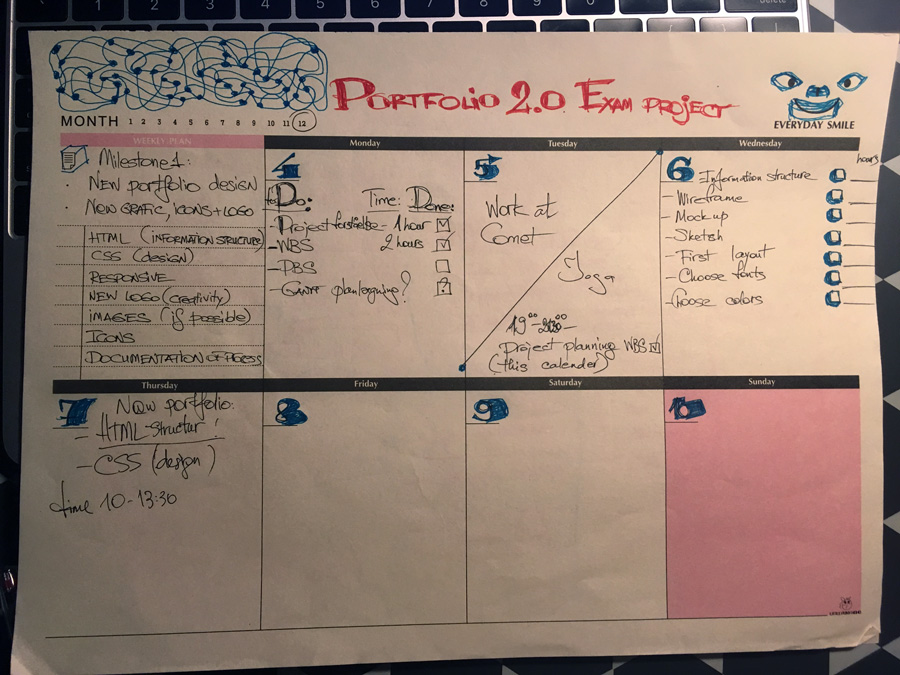 PORTFOLIO 2.0 EXAM PROJECT
MONTH 1 2 3 4 5 6 7 8 9 10 11 12
EVERYDAY SMILE
WEEKLY PLAN
Milestone 1:
· NEW portfolio design
· NEW GRAFIC, ICONS + LOGO
HTML (INFORMATION STRUCTURE)
CSS (design)
RESPONSIVE
NEW LOGO (creativity)
IMAGES (if possible)
ICONS
DOCUMENTATION OF PROCESS
Monday
4
to Do: Time: Done:
- Project forståelse - 1 hour
- WBS 2 hours
- PBS
- GANTT planlægning?
Tuesday
5
Work at
Comet
Yoga
19:00 - 21:20
project planning WBS
(this calender)
Wednesday
6
hours
Information structure
- Wireframe
- Mock up
- Sketsh
- First layout
- Choose fonts
- Choose colors
Thursday
7
NEW portfolio:
- HTML-structur!
- CSS (design)
time 10-13:30
Friday
8
Saturday
9
Sunday
10